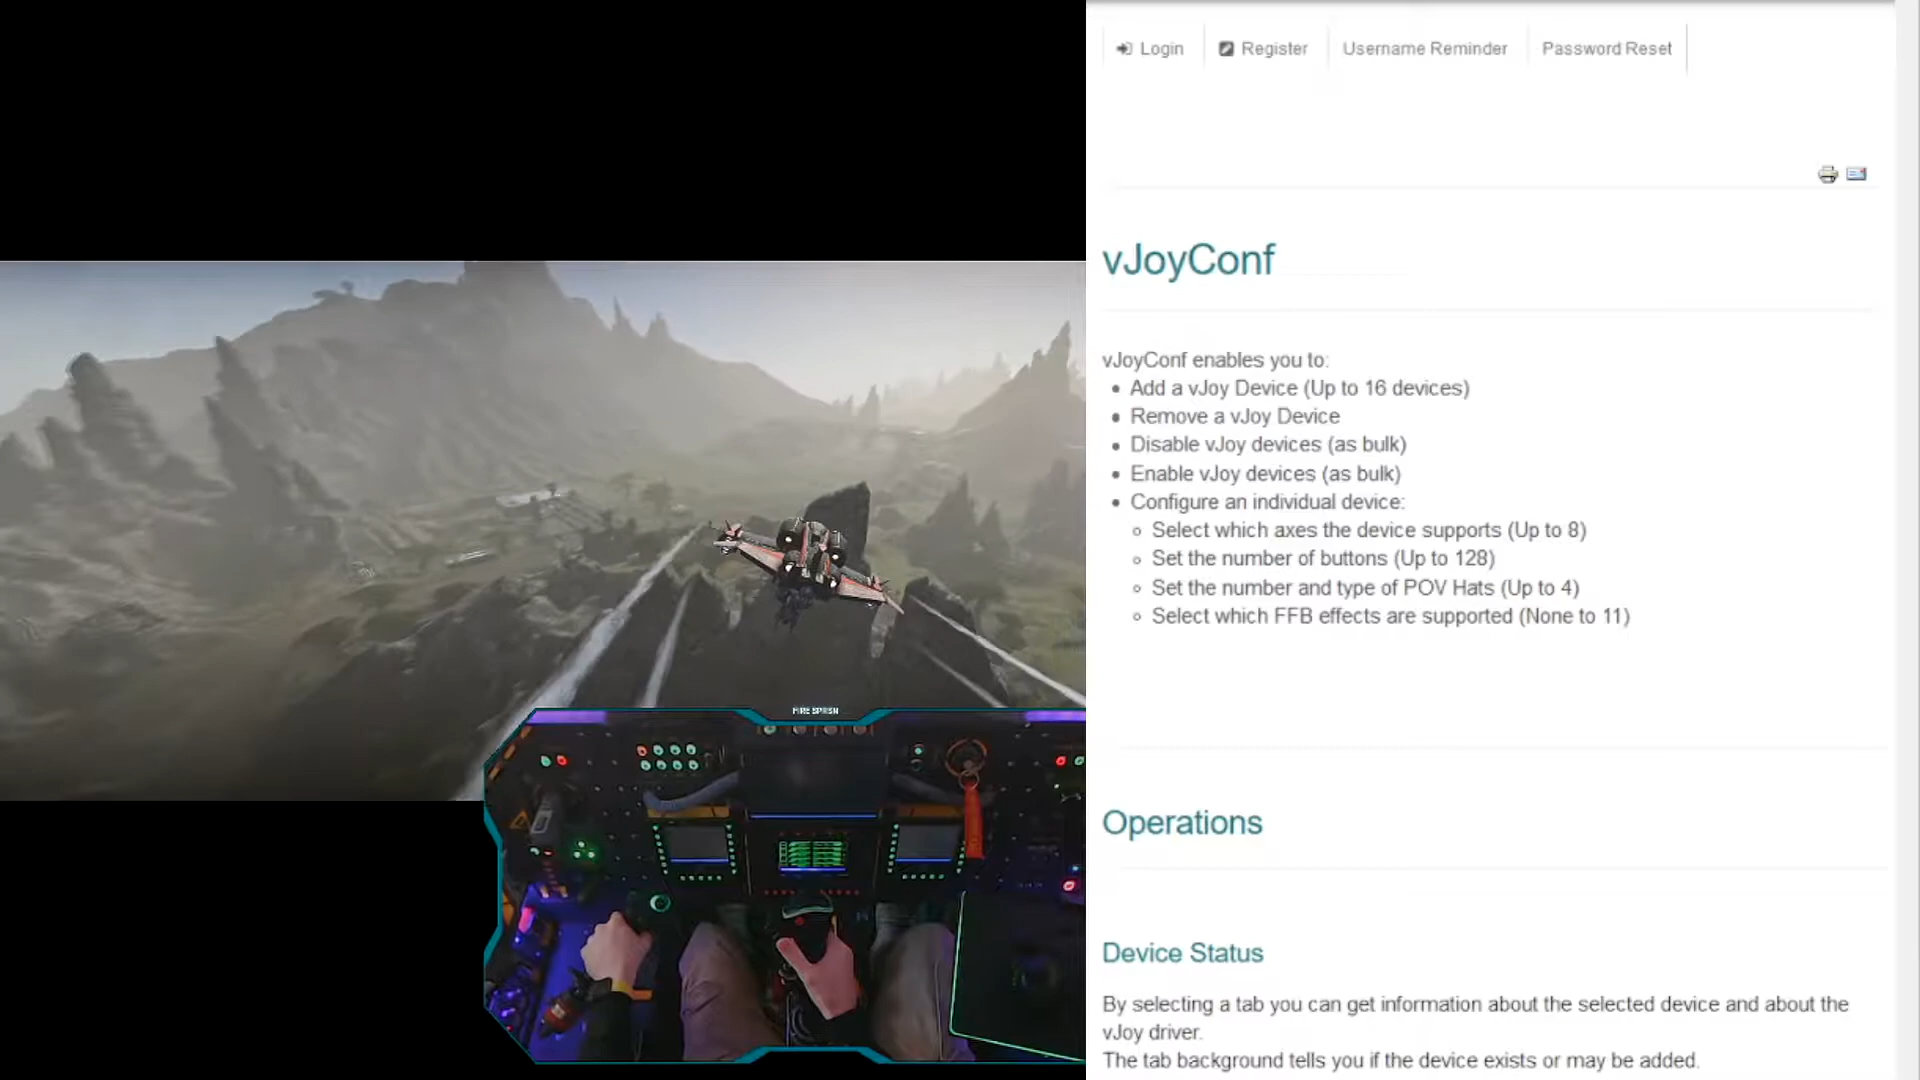 Login
Register
Username Reminder
Password Reset
vJoyConf
vJoyConf enables you to:
Add a vJoy Device (Up to 16 devices)
Remove a vJoy Device
Disable vJoy devices (as bulk)
Enable vJoy devices (as bulk)
Configure an individual device:
Select which axes the device supports (Up to 8)
Set the number of buttons (Up to 128)
Set the number and type of POV Hats (Up to 4)
Select which FFB effects are supported (None to 11)
Operations
Device Status
By selecting a tab you can get information about the selected device and about the
vJoy driver.
The tab background tells you if the device exists or may be added.